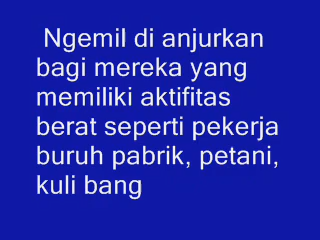 Ngemil di anjurkan
bagi mereka yang
memiliki aktifitas
berat seperti pekerja
buruh pabrik, petani,
kuli bang